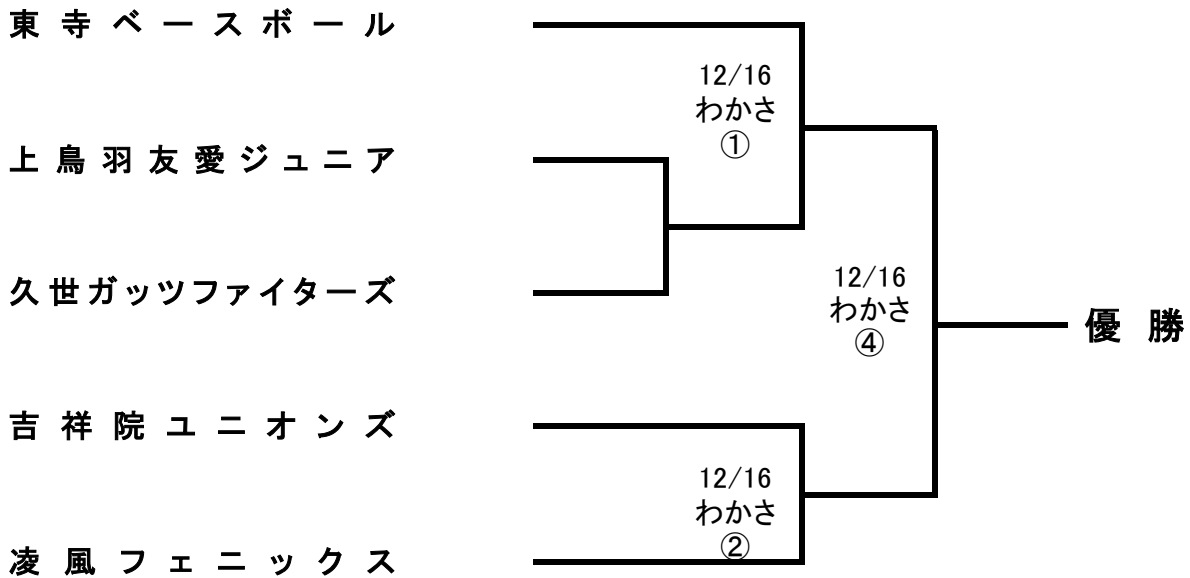 東寺ベースボール
12/16
わかさ
①
上鳥羽友愛ジュニア
久世ガッツファイターズ
12/16
わかさ
④
優勝
吉祥院ユニオンズ
12/16
わかさ
②
凌風フェニックス